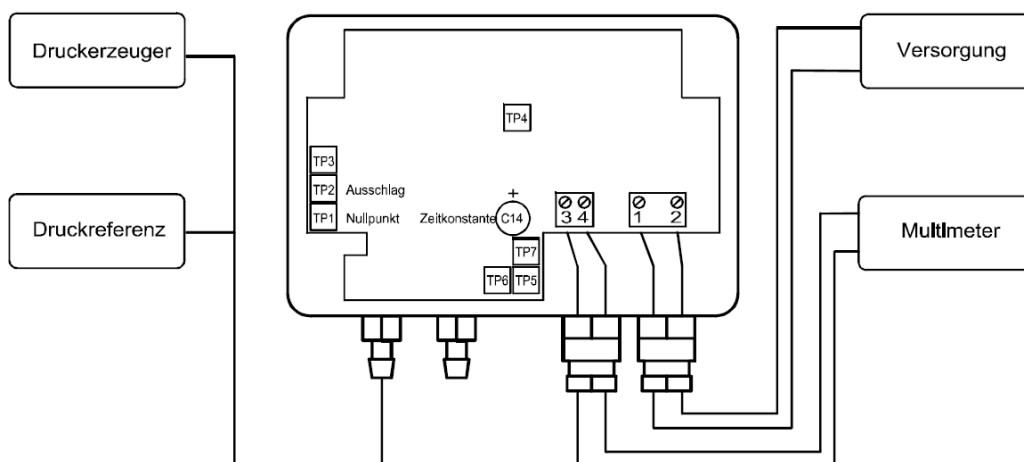 Druckerzeuger
Versorgung
TP4
TP3
TP2 Ausschlag
TP1 Nullpunkt
Zeitkonstante
+
C14
3 4
1 2
Druckreferenz
MultImeter
TP7
TP6 TP5